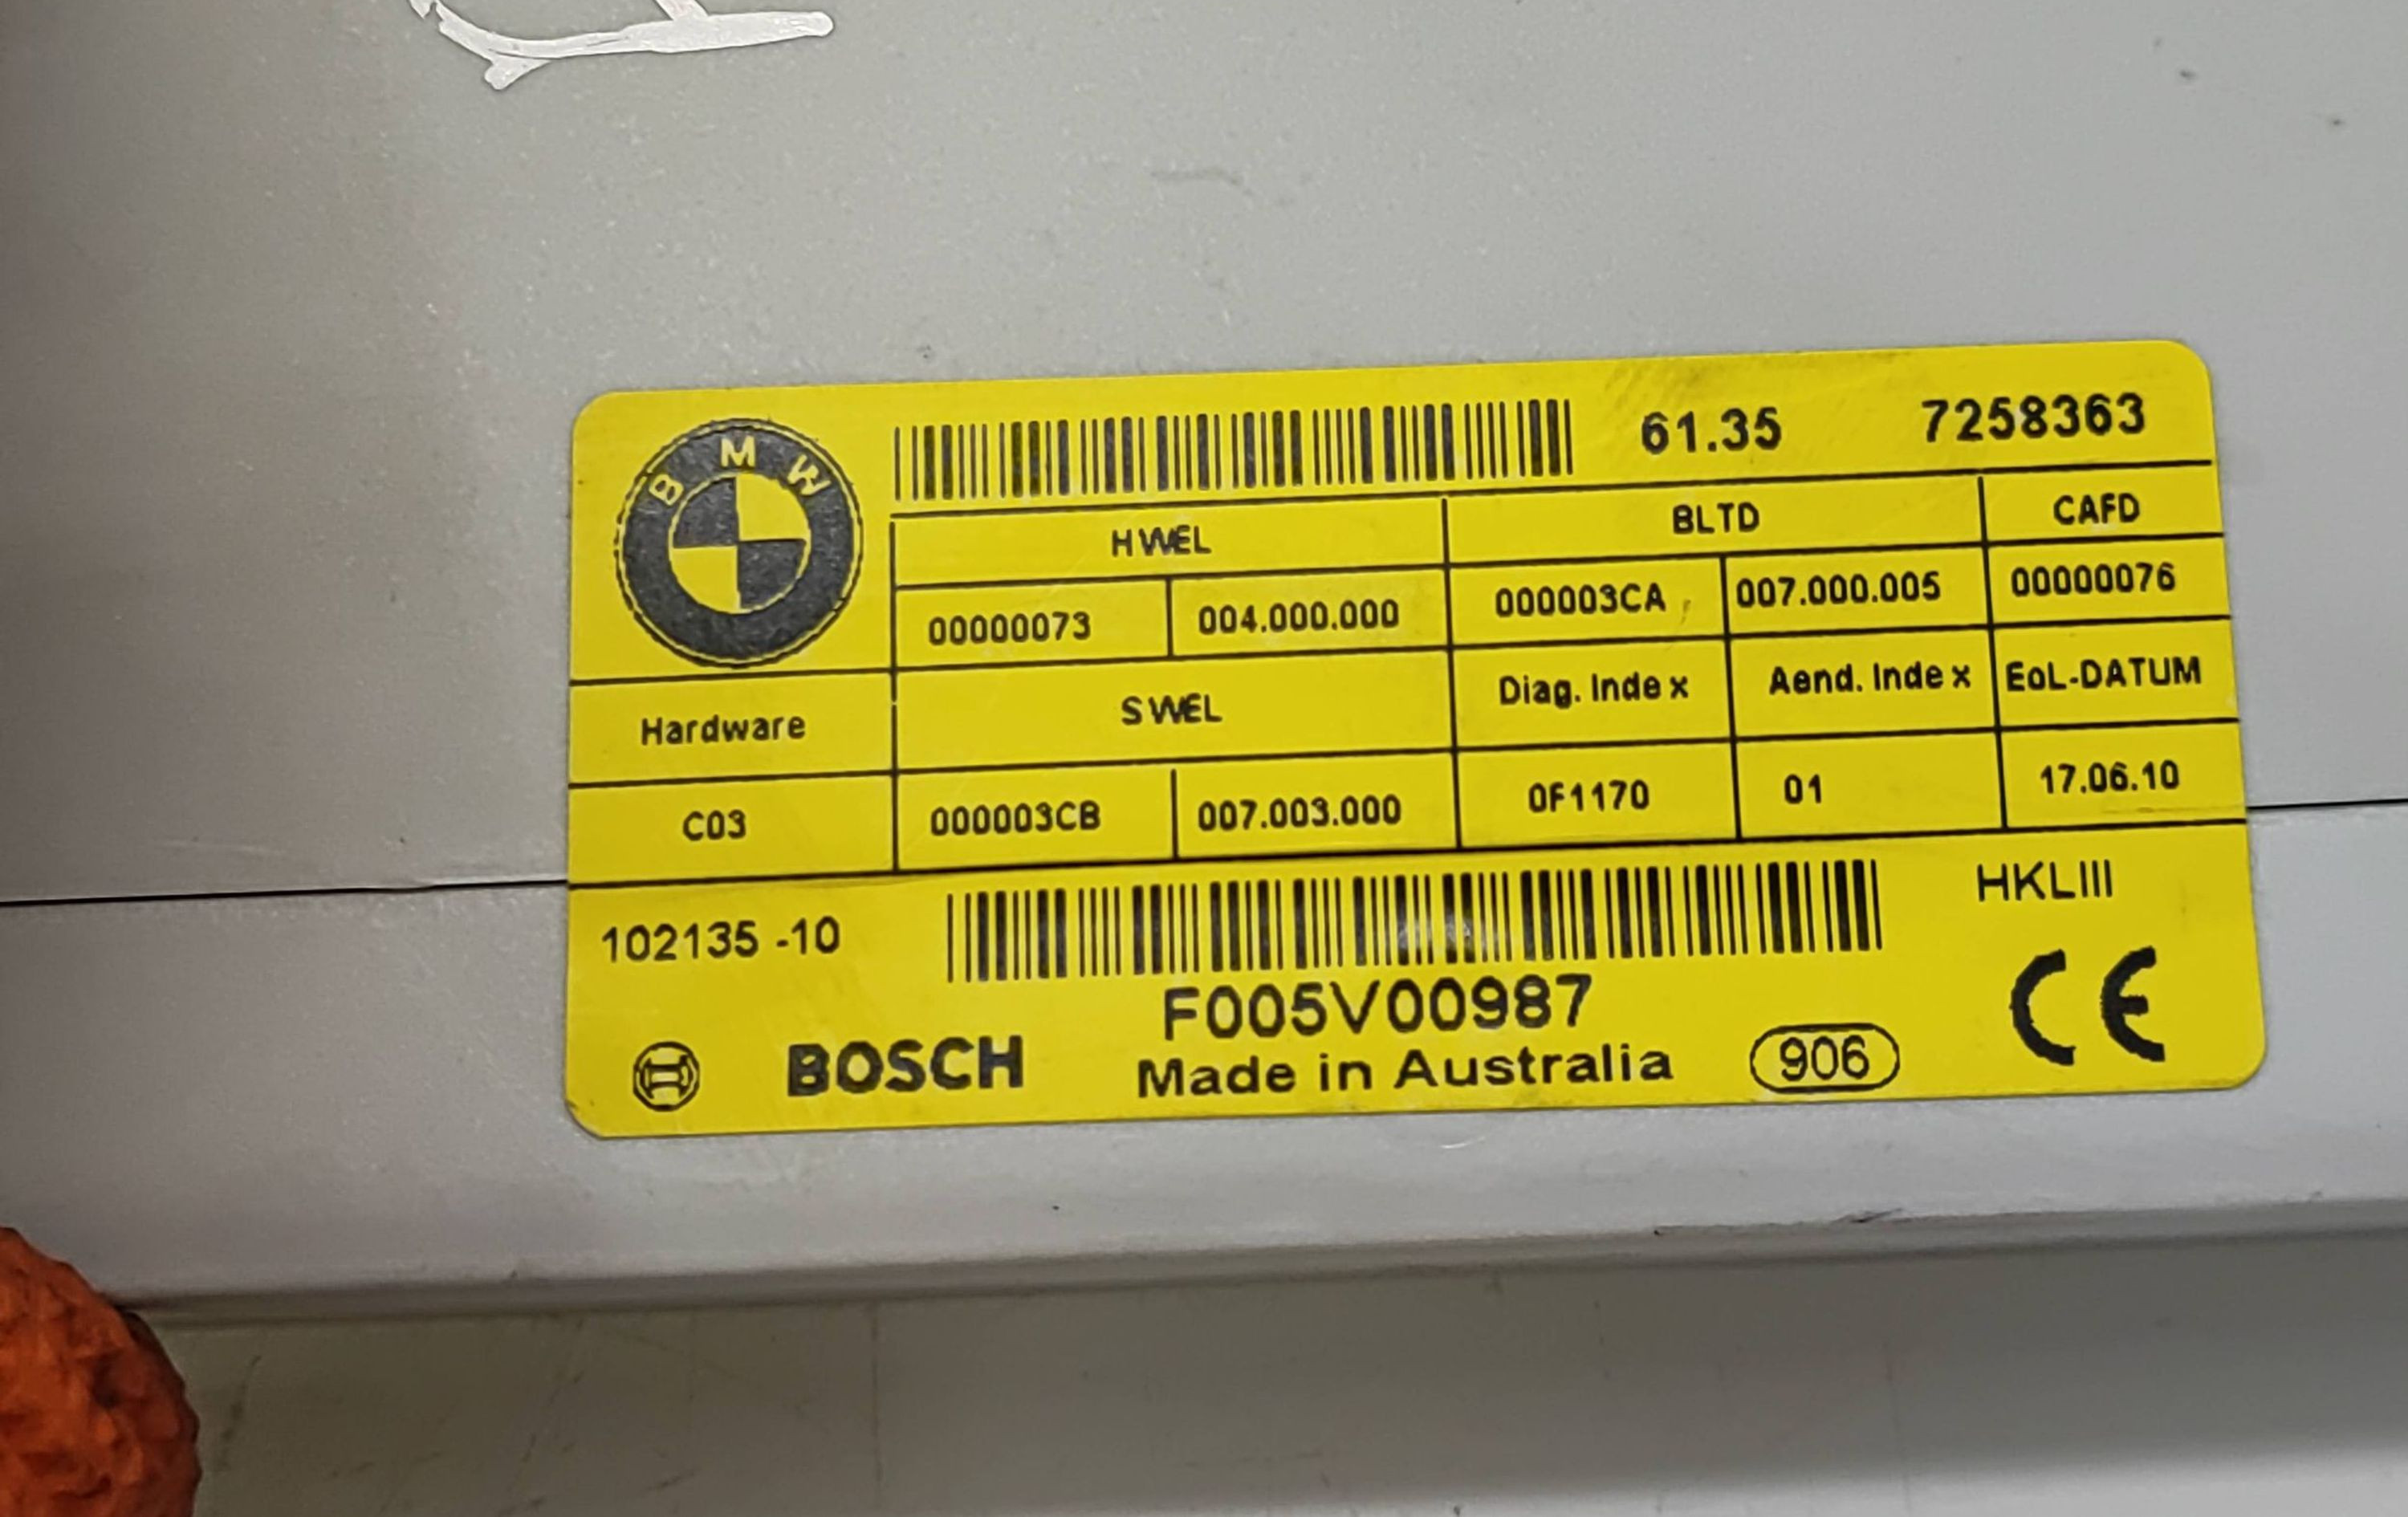 BMW
61.35 7258363
HWEL BLTD CAFD
00000073 004.000.000 000003CA 007.000.005 00000076
Hardware SWEL Diag. Index Aend. Index EoL-DATUM
C03 000003CB 007.003.000 0F1170 01 17.06.10
102135 -10 HKLIII
F005V00987
BOSCH Made in Australia 906 CE